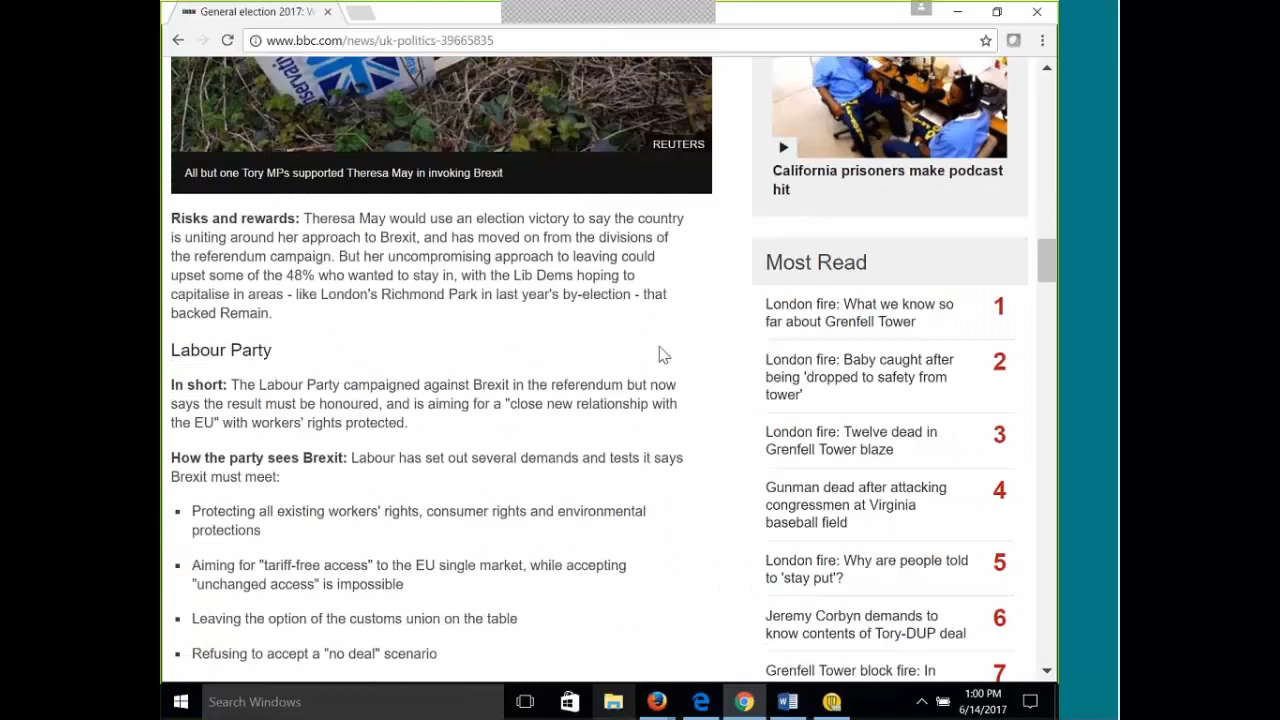 BBC General election 2017: W
www.bbc.com/news/uk-politics-39665835
REUTERS
All but one Tory MPs supported Theresa May in invoking Brexit
Risks and rewards: Theresa May would use an election victory to say the country
is uniting around her approach to Brexit, and has moved on from the divisions of
the referendum campaign. But her uncompromising approach to leaving could
upset some of the 48% who wanted to stay in, with the Lib Dems hoping to
capitalise in areas - like London's Richmond Park in last year's by-election - that
backed Remain.
Labour Party
In short: The Labour Party campaigned against Brexit in the referendum but now
says the result must be honoured, and is aiming for a "close new relationship with
the EU" with workers' rights protected.
How the party sees Brexit: Labour has set out several demands and tests it says
Brexit must meet:
Protecting all existing workers' rights, consumer rights and environmental
protections
Aiming for "tariff-free access" to the EU single market, while accepting
"unchanged access" is impossible
Leaving the option of the customs union on the table
Refusing to accept a "no deal" scenario
California prisoners make podcast
hit
Most Read
London fire: What we know so
far about Grenfell Tower
1
London fire: Baby caught after
being 'dropped to safety from
tower'
2
London fire: Twelve dead in
Grenfell Tower blaze
3
Gunman dead after attacking
congressmen at Virginia
baseball field
4
London fire: Why are people told
to 'stay put'?
5
Jeremy Corbyn demands to
know contents of Tory-DUP deal
6
Grenfell Tower block fire: In
7
Search Windows
1:00 PM
6/14/2017